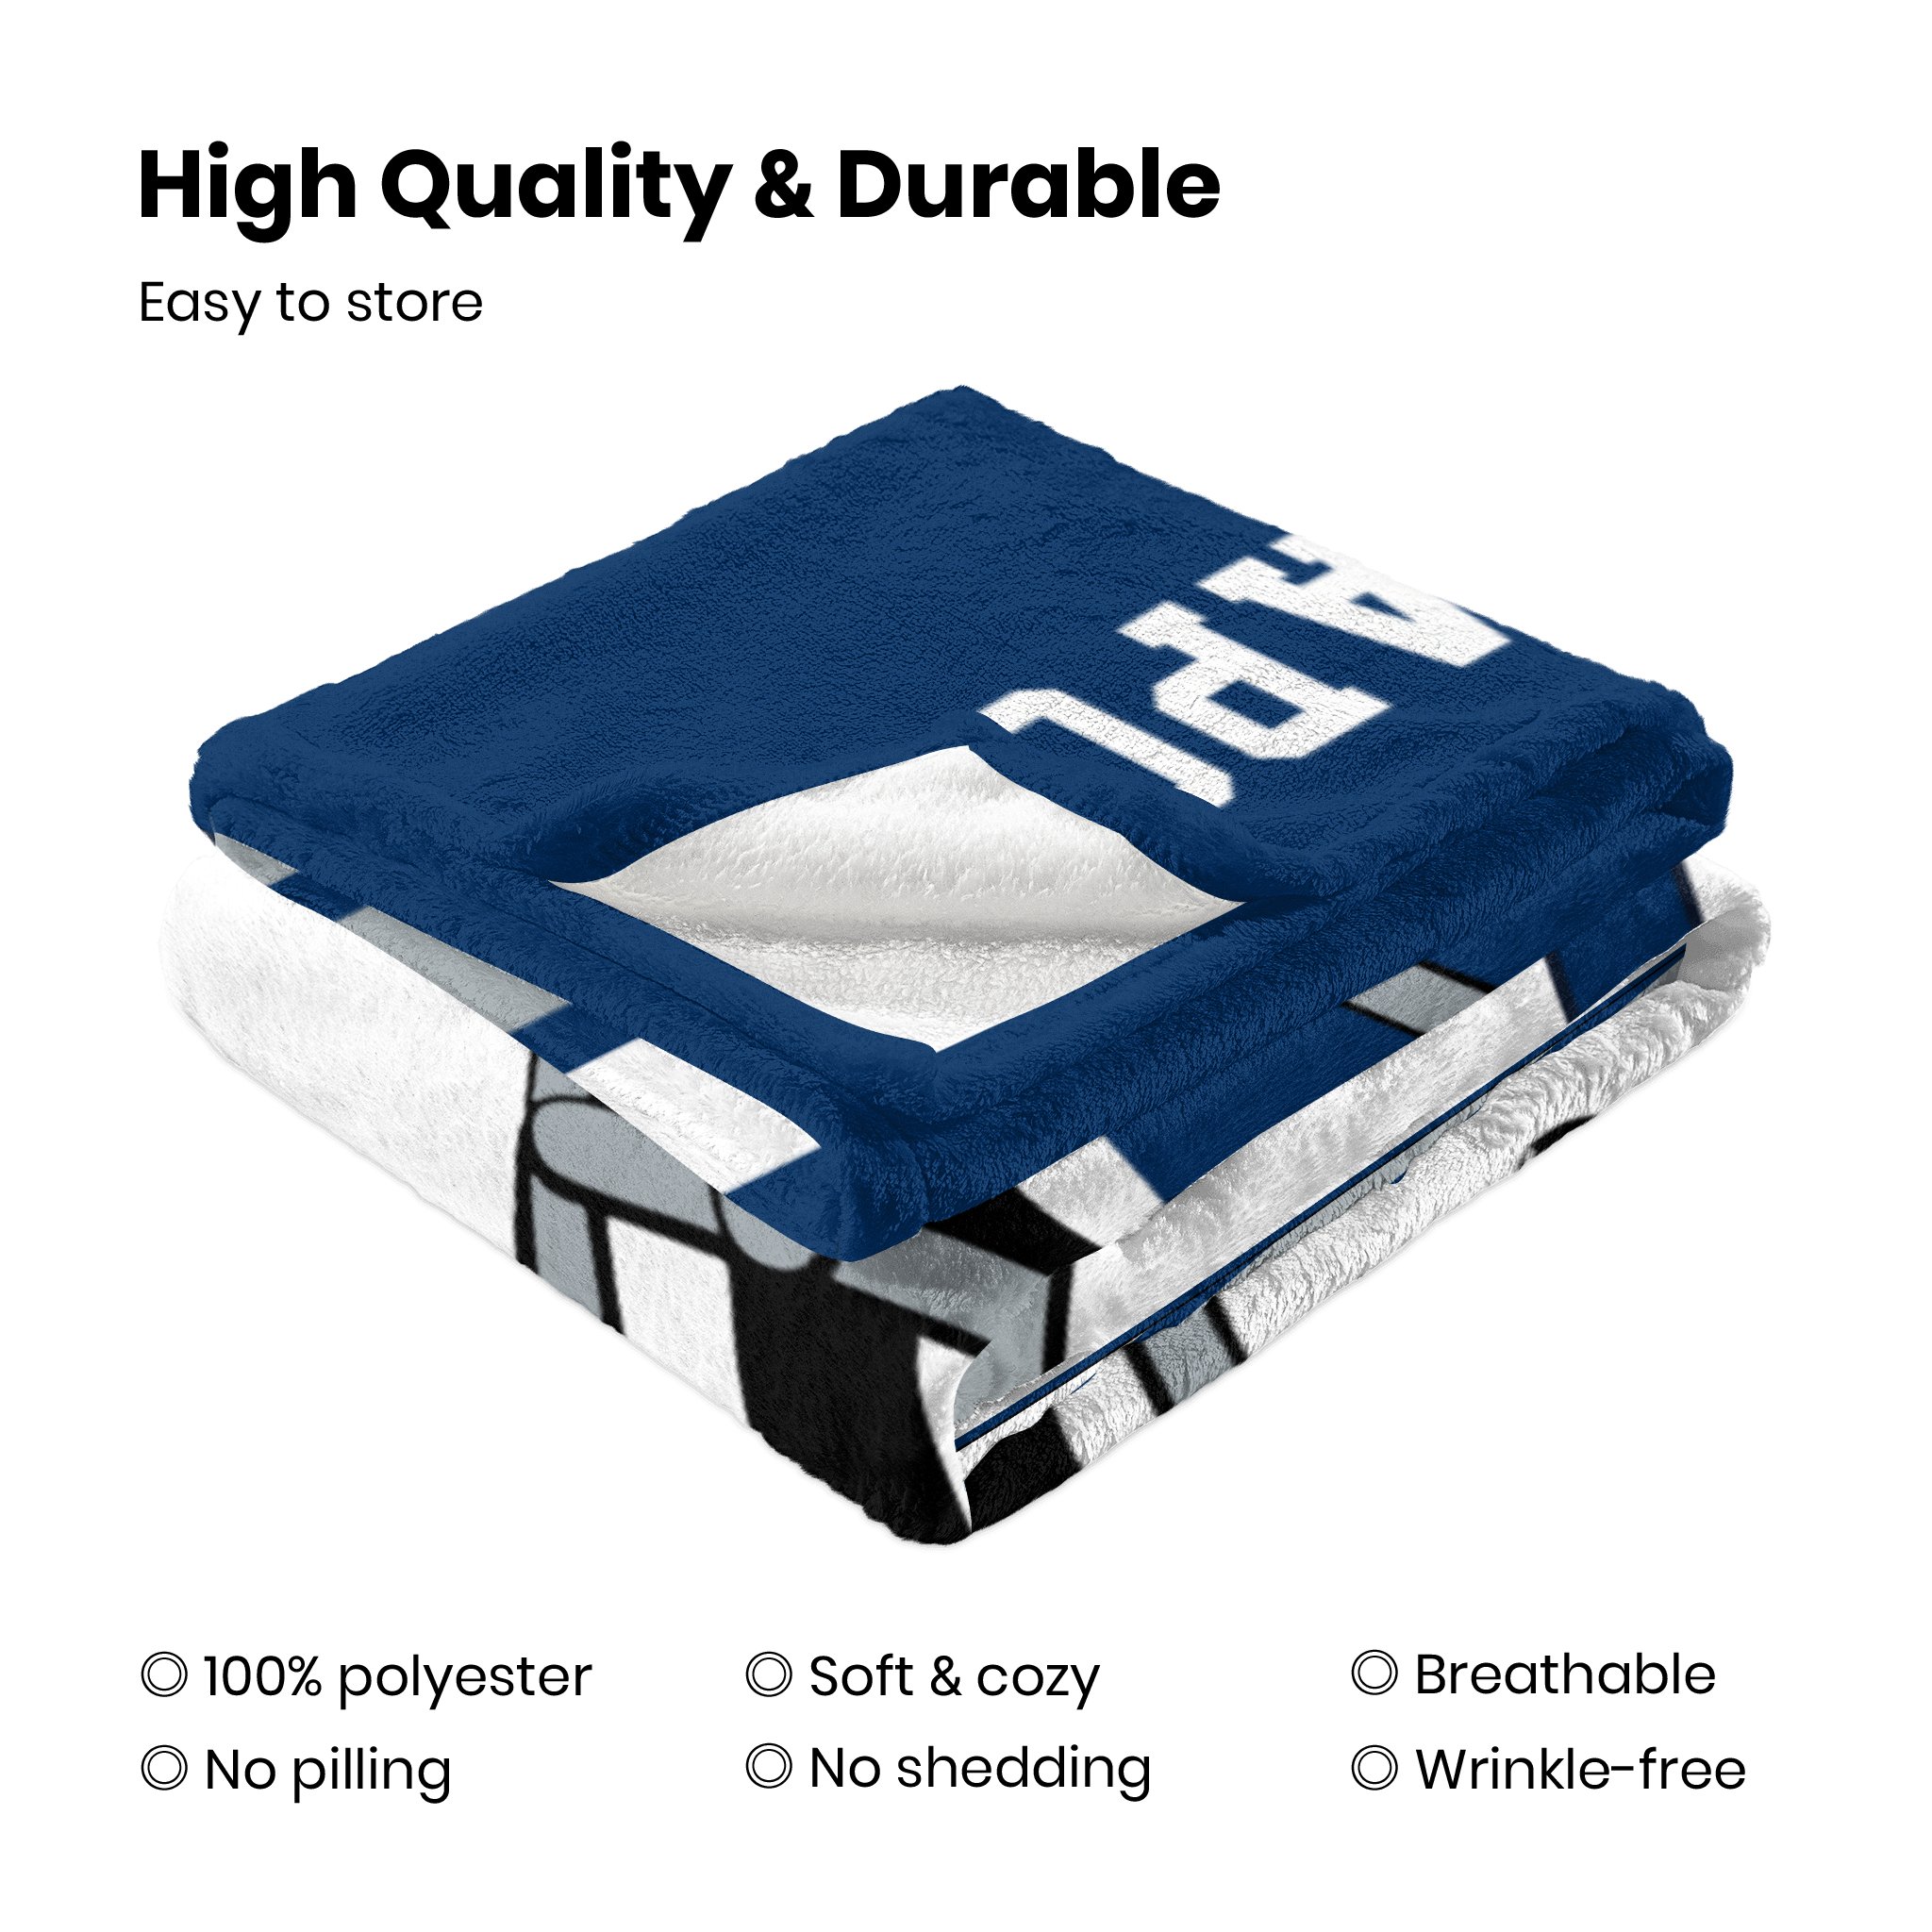 High Quality & Durable
Easy to store
100% polyester
Soft & cozy
Breathable
No pilling
No shedding
Wrinkle-free